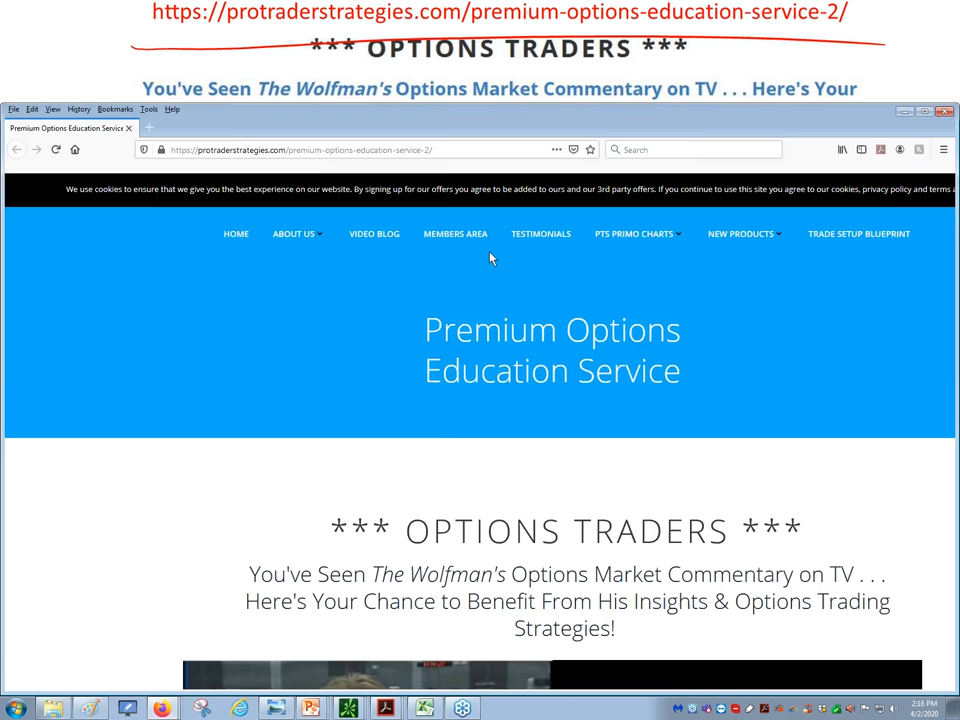 https://protraderstrategies.com/premium-options-education-service-2/
*** OPTIONS TRADERS ***
You've Seen The Wolfman's Options Market Commentary on TV . . . Here's Your
File Edit View History Bookmarks Tools Help
Premium Options Education Service
https://protraderstrategies.com/premium-options-education-service-2/
Search
We use cookies to ensure that we give you the best experience on our website. By signing up for our offers you agree to be added to ours and our 3rd party offers. If you continue to use this site you agree to our cookies, privacy policy and terms a
HOME ABOUT US VIDEO BLOG MEMBERS AREA TESTIMONIALS PTS PRIMO CHARTS NEW PRODUCTS TRADE SETUP BLUEPRINT
Premium Options
Education Service
*** OPTIONS TRADERS ***
You've Seen The Wolfman's Options Market Commentary on TV . . .
Here's Your Chance to Benefit From His Insights & Options Trading
Strategies!
2:16 PM
4/2/2020